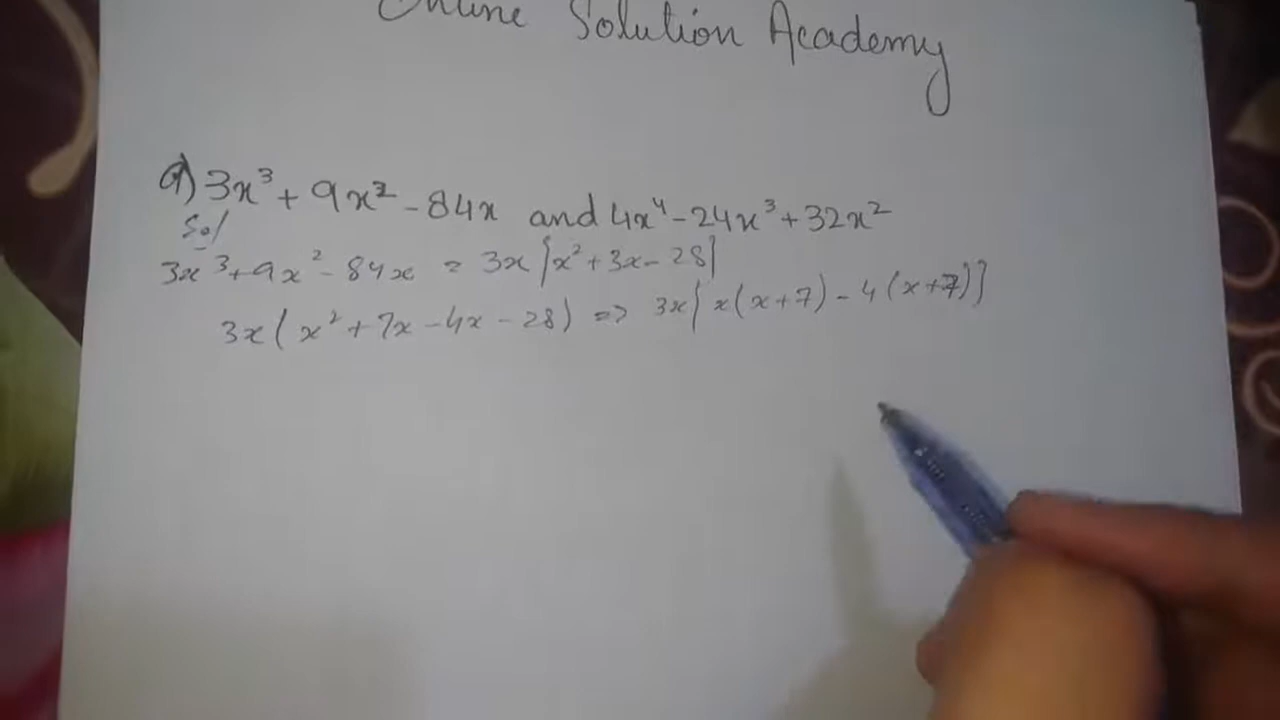 Online Solution Academy
a) 3x³ + 9x² - 84x and 4x⁴ - 24x³ + 32x²
Sol
3x³ + 9x² - 84x = 3x[x² + 3x - 28]
3x(x² + 7x - 4x - 28) => 3x[x(x+7) - 4(x+7)]